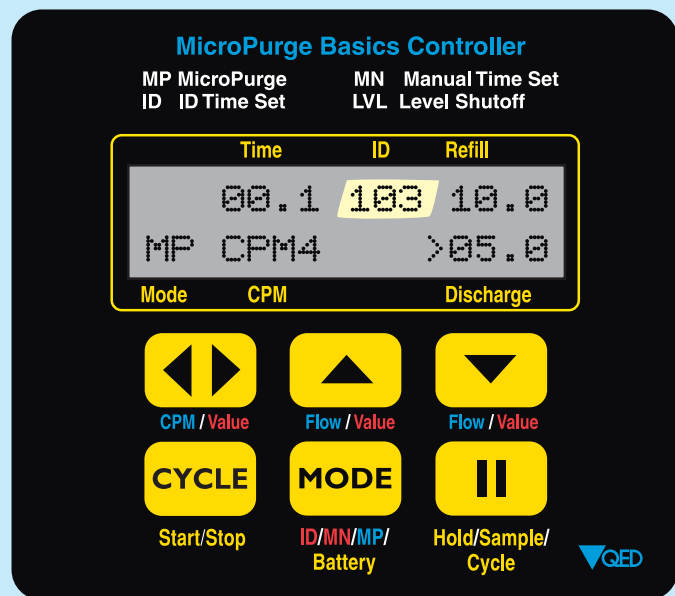 MicroPurge Basics Controller
MP MicroPurge MN Manual Time Set
ID ID Time Set LVL Level Shutoff
Time ID Refill
00.1 103 10.0
MP CPM4 >05.0
Mode CPM Discharge
CPM / Value Flow / Value Flow / Value
CYCLE MODE
Start/Stop ID/MN/MP/ Hold/Sample/
Battery Cycle
QED